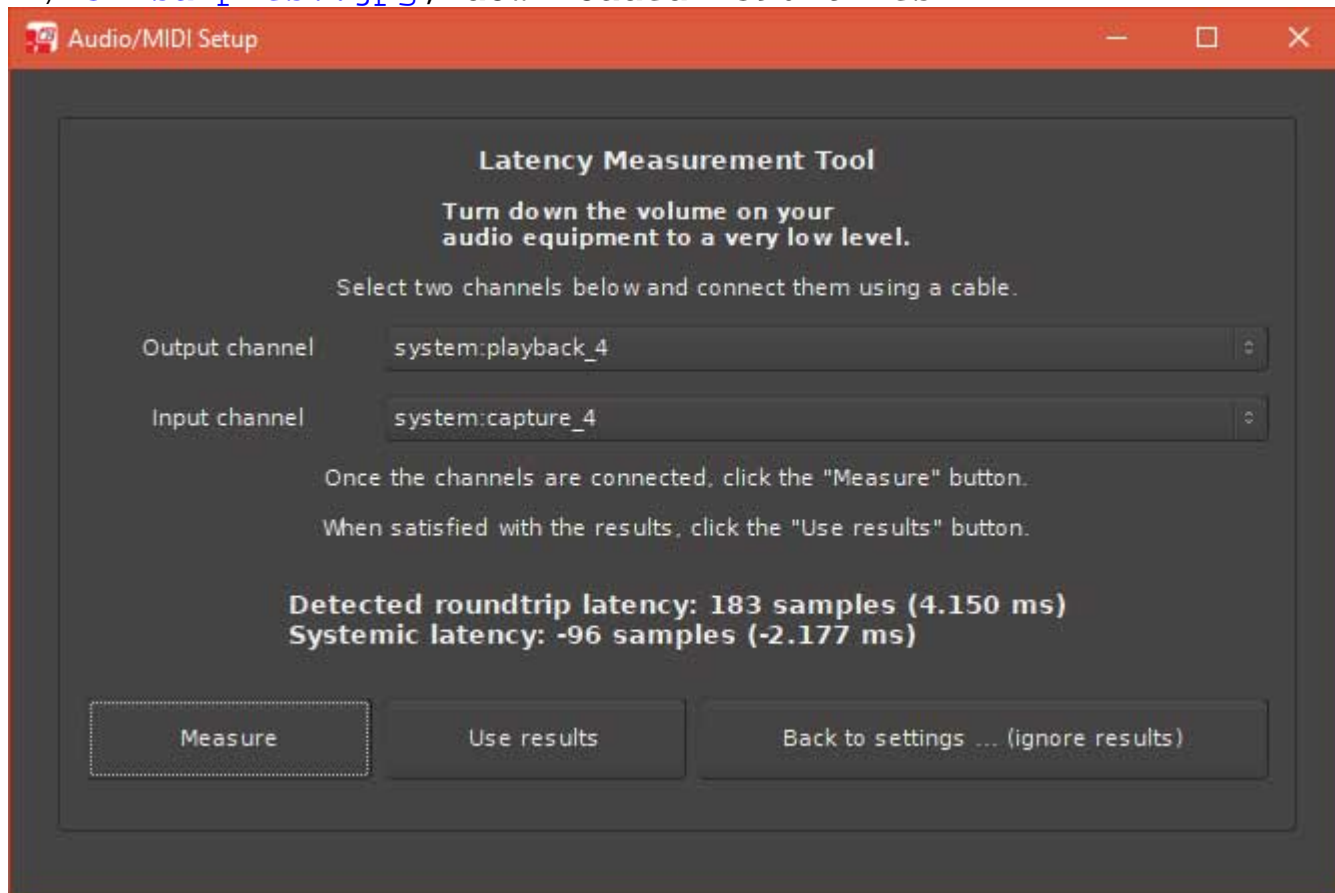 Audio/MIDI Setup
Latency Measurement Tool
Turn down the volume on your
audio equipment to a very low level.
Select two channels below and connect them using a cable.
Output channel system:playback_4
Input channel system:capture_4
Once the channels are connected, click the "Measure" button.
When satisfied with the results, click the "Use results" button.
Detected roundtrip latency: 183 samples (4.150 ms)
Systemic latency: -96 samples (-2.177 ms)
Measure Use results Back to settings ... (ignore results)